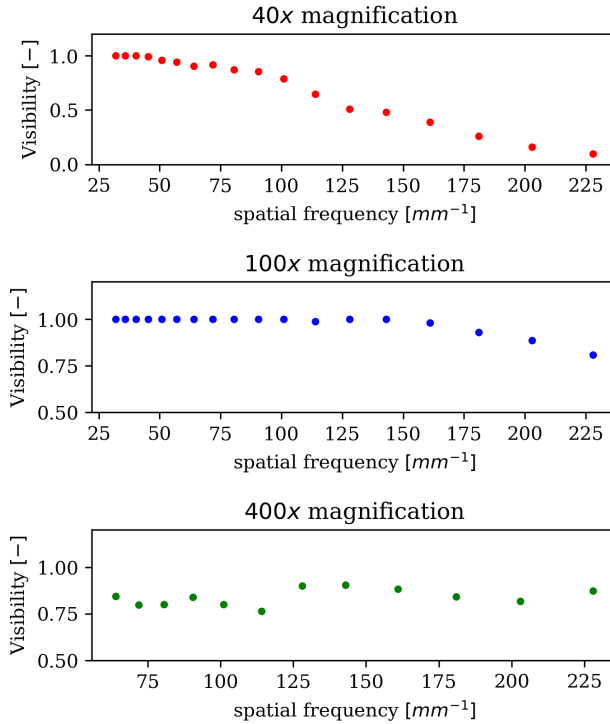 40x magnification
1.0
0.5
0.0
Visibility [−]
25 50 75 100 125 150 175 200 225
spatial frequency [mm⁻¹]
100x magnification
1.00
0.75
0.50
Visibility [−]
25 50 75 100 125 150 175 200 225
spatial frequency [mm⁻¹]
400x magnification
1.00
0.75
0.50
Visibility [−]
75 100 125 150 175 200 225
spatial frequency [mm⁻¹]